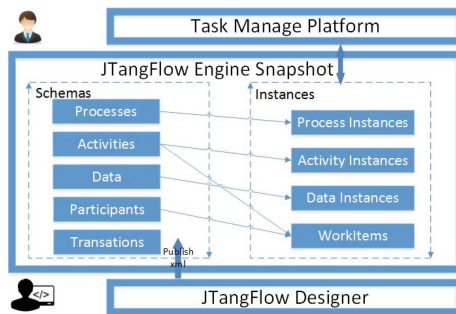 Task Manage Platform
JTangFlow Engine Snapshot
Schemas
Processes
Activities
Data
Participants
Transations
Instances
Process Instances
Activity Instances
Data Instances
WorkItems
Publish
xml
</>
JTangFlow Designer